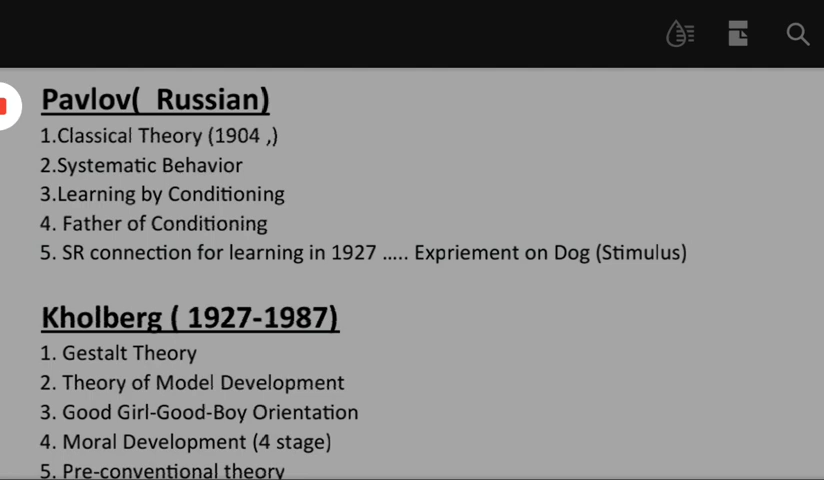 Pavlov( Russian)
1.Classical Theory (1904 ,)
2.Systematic Behavior
3.Learning by Conditioning
4. Father of Conditioning
5. SR connection for learning in 1927 ….. Expriement on Dog (Stimulus)
Kholberg ( 1927-1987)
1. Gestalt Theory
2. Theory of Model Development
3. Good Girl-Good-Boy Orientation
4. Moral Development (4 stage)
5. Pre-conventional theory